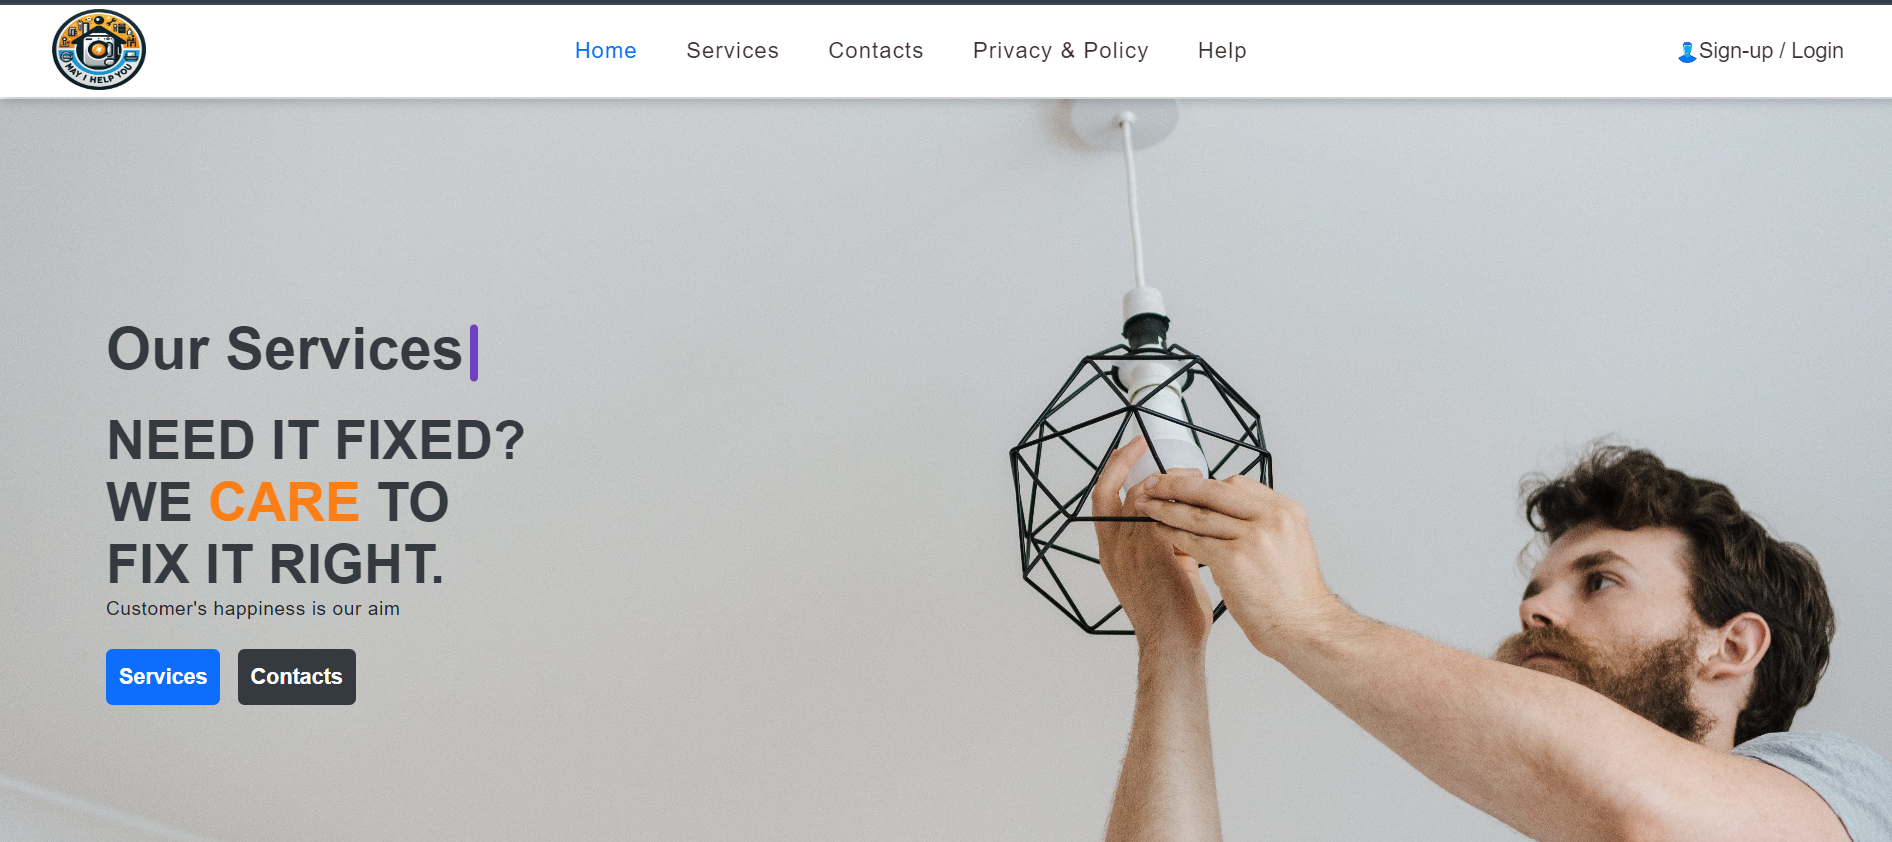 MAY I HELP YOU
Home
Services
Contacts
Privacy & Policy
Help
Sign-up / Login
Our Services
NEED IT FIXED?
WE CARE TO
FIX IT RIGHT.
Customer's happiness is our aim
Services
Contacts